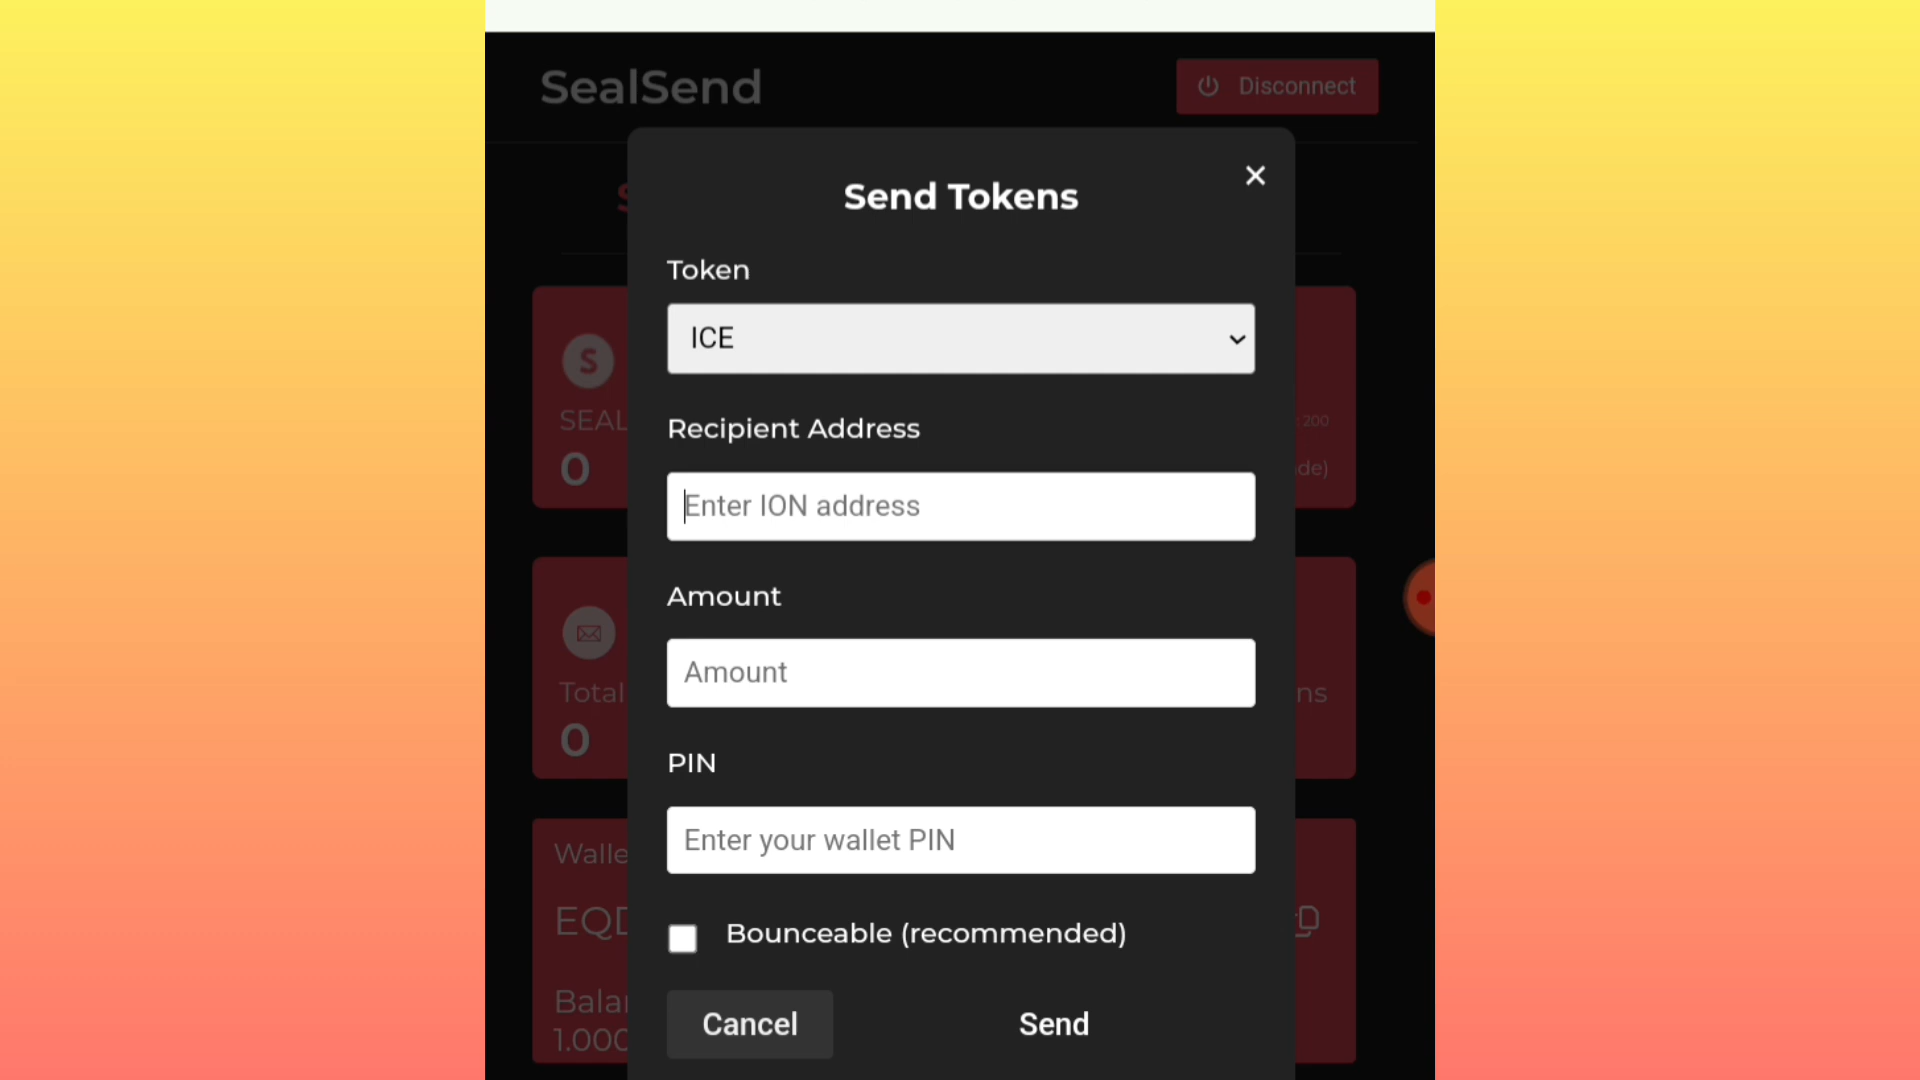 SealSend
Disconnect
Send Tokens
Token
ICE
Recipient Address
Enter ION address
SEAL
200
0
de)
Amount
Amount
Total
ns
0
PIN
Enter your wallet PIN
Walle
EQD
Bounceable (recommended)
Balan
1.000
Cancel
Send